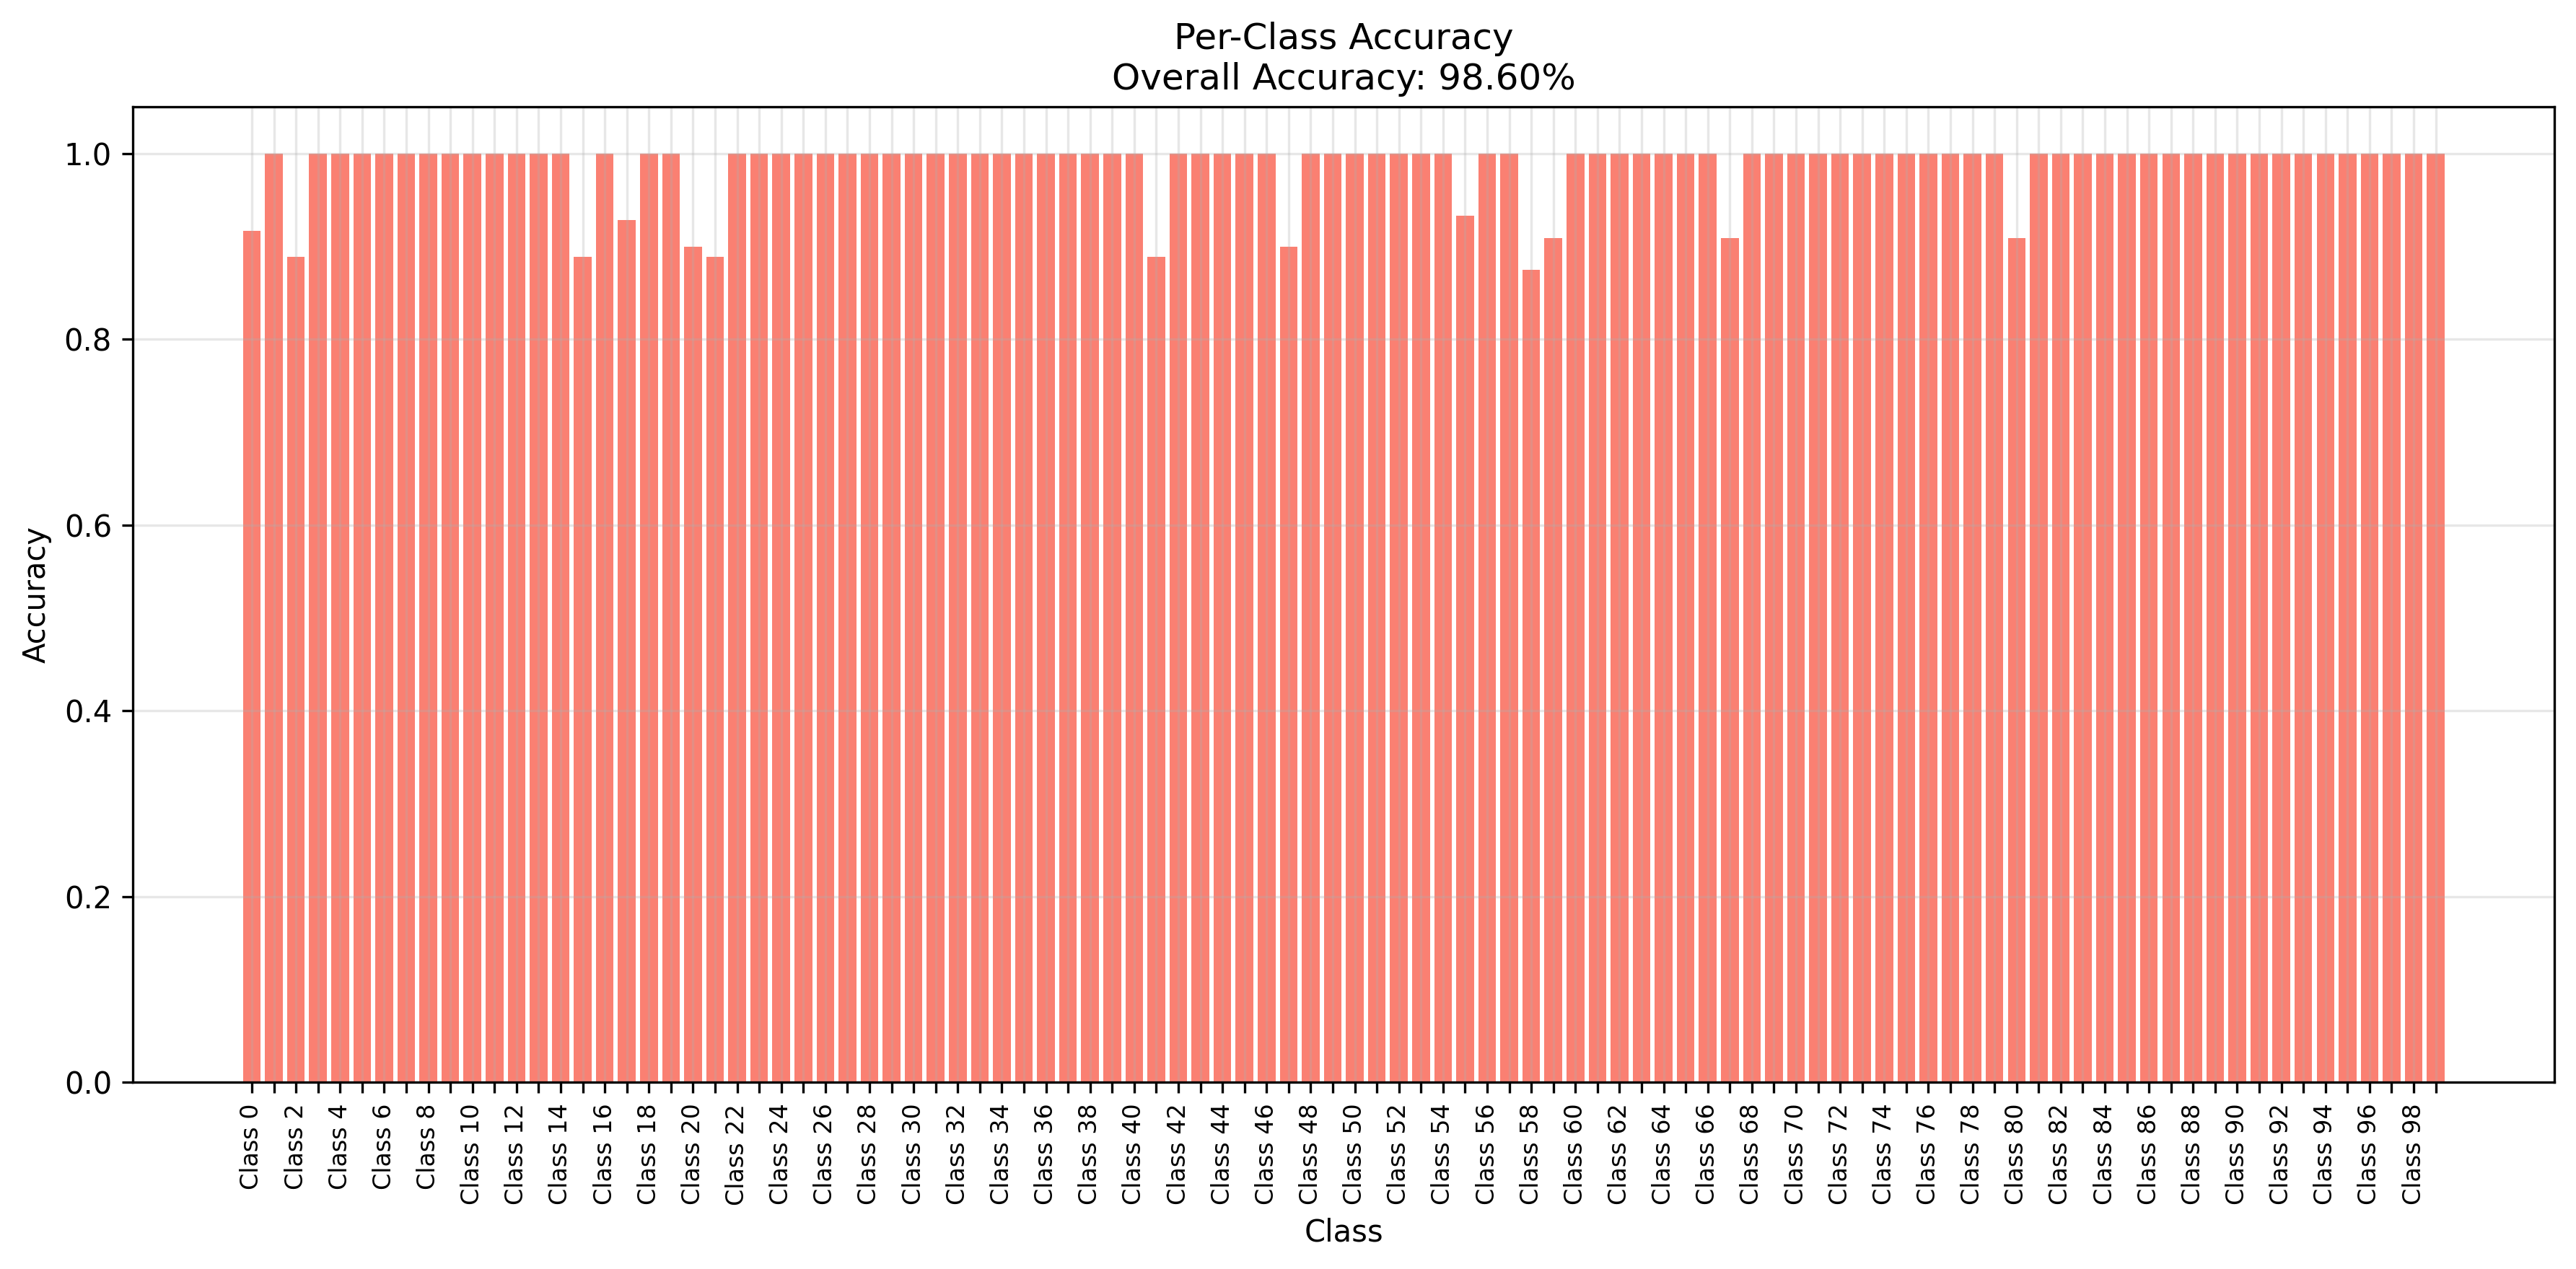 Per-Class Accuracy
Overall Accuracy: 98.60%
1.0
0.8
0.6
0.4
0.2
0.0
Accuracy
Class 0
Class 2
Class 4
Class 6
Class 8
Class 10
Class 12
Class 14
Class 16
Class 18
Class 20
Class 22
Class 24
Class 26
Class 28
Class 30
Class 32
Class 34
Class 36
Class 38
Class 40
Class 42
Class 44
Class 46
Class 48
Class 50
Class 52
Class 54
Class 56
Class 58
Class 60
Class 62
Class 64
Class 66
Class 68
Class 70
Class 72
Class 74
Class 76
Class 78
Class 80
Class 82
Class 84
Class 86
Class 88
Class 90
Class 92
Class 94
Class 96
Class 98
Class